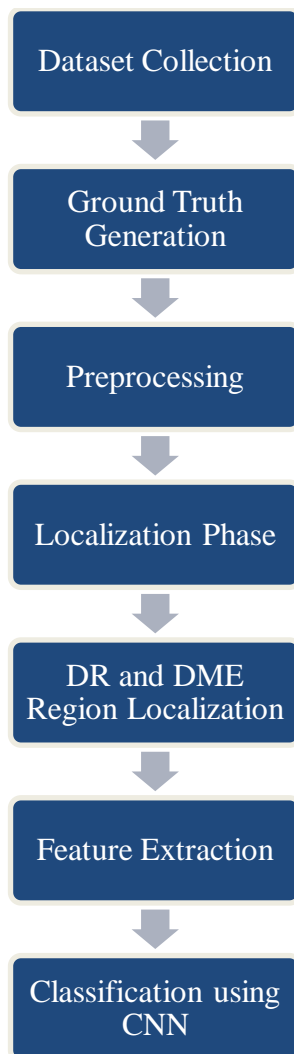 Dataset Collection
Ground Truth
Generation
Preprocessing
Localization Phase
DR and DME
Region Localization
Feature Extraction
Classification using
CNN